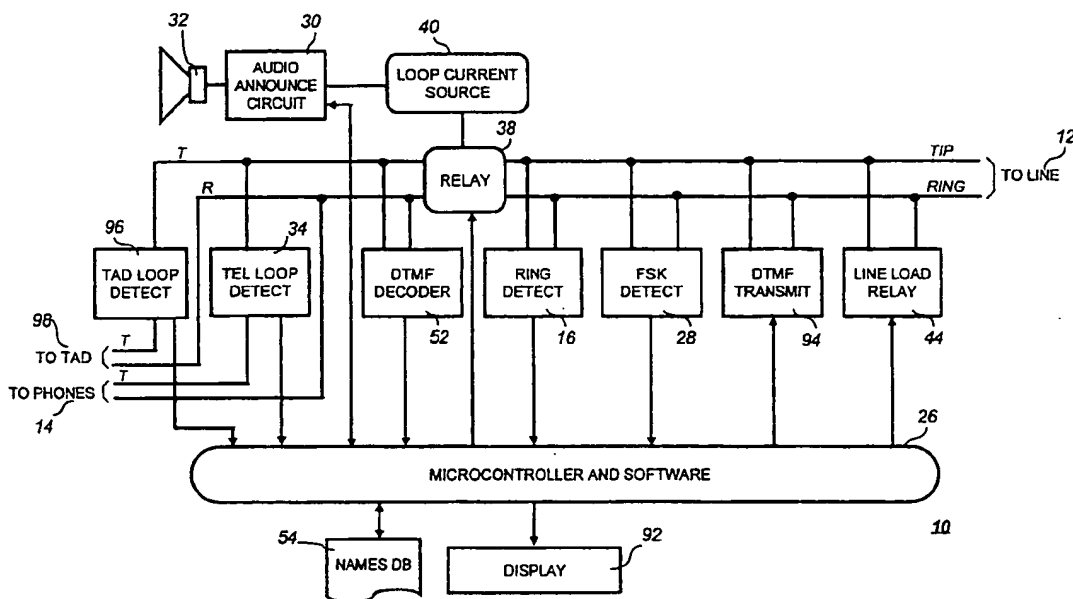 32
30
40
AUDIO
ANNOUNCE
CIRCUIT
LOOP CURRENT
SOURCE
38
12
T
RELAY
TIP
TO LINE
R
RING
96
34
TAD LOOP
DETECT
TEL LOOP
DETECT
DTMF
DECODER
52
RING
DETECT
16
FSK
DETECT
28
DTMF
TRANSMIT
94
LINE LOAD
RELAY
44
98
T
TO TAD
T
TO PHONES
14
26
MICROCONTROLLER AND SOFTWARE
10
54
NAMES DB
92
DISPLAY